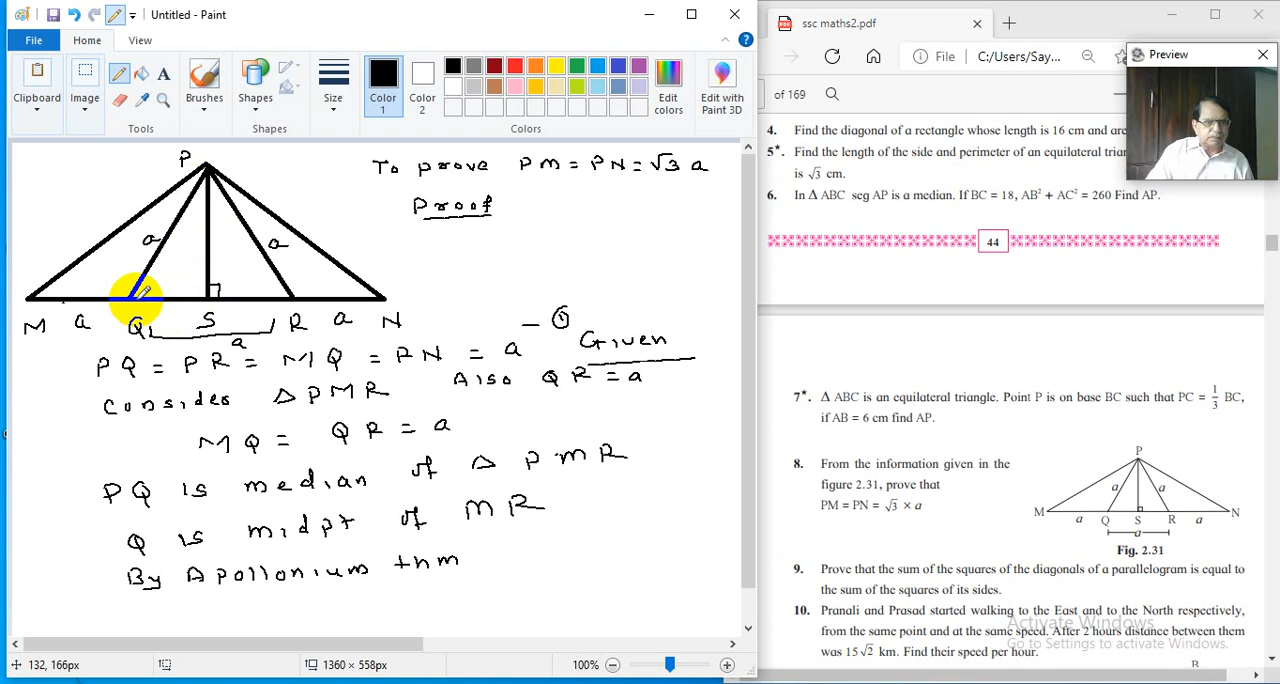 Untitled - Paint
File Home View
Clipboard Image Tools Brushes Shapes Size Color 1 Color 2 Edit colors Edit with Paint 3D
Shapes Colors
P
a a
M a Q S R a N
a
To prove PM = PN = √3 a
Proof
PQ = PR = MQ = RN = a — ① Given
Also QR = a
Consides Δ PMR
MQ = QR = a
PQ is median of Δ PMR
Q is midpt of MR
By Apollonium thm
132, 166px
1360 × 558px
100%
ssc maths2.pdf
File C:/Users/Say...
of 169
Preview
4. Find the diagonal of a rectangle whose length is 16 cm and are
5*. Find the length of the side and perimeter of an equilateral trian
is √3 cm.
6. In Δ ABC seg AP is a median. If BC = 18, AB² + AC² = 260 Find AP.
44
7*. Δ ABC is an equilateral triangle. Point P is on base BC such that PC = 1/3 BC,
if AB = 6 cm find AP.
8. From the information given in the
figure 2.31, prove that
PM = PN = √3 × a
P
a a
M a Q S R a N
a
Fig. 2.31
9. Prove that the sum of the squares of the diagonals of a parallelogram is equal to
the sum of the squares of its sides.
10. Pranali and Prasad started walking to the East and to the North respectively,
from the same point and at the same speed. After 2 hours distance between them
was 15√2 km. Find their speed per hour.
Activate Windows
Go to Settings to activate Windows.